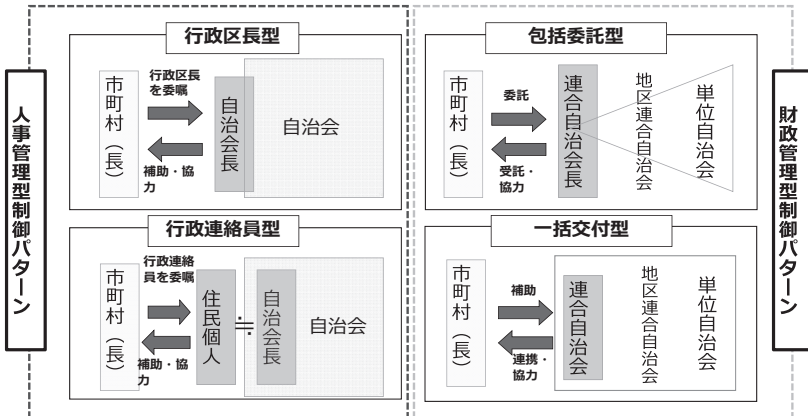 人事管理型制御パターン
行政区長型
市町村（長）
行政区長
を委嘱
補助・協
力
自治会長
自治会
行政連絡員型
市町村（長）
行政連絡
員を委嘱
補助・協
力
住民個人
≒
自治会長
自治会
包括委託型
市町村（長）
委託
受託・
協力
連合自治会長
地区連合自治会
単位自治会
一括交付型
市町村（長）
補助
連携・
協力
連合自治会
地区連合自治会
単位自治会
財政管理型制御パターン